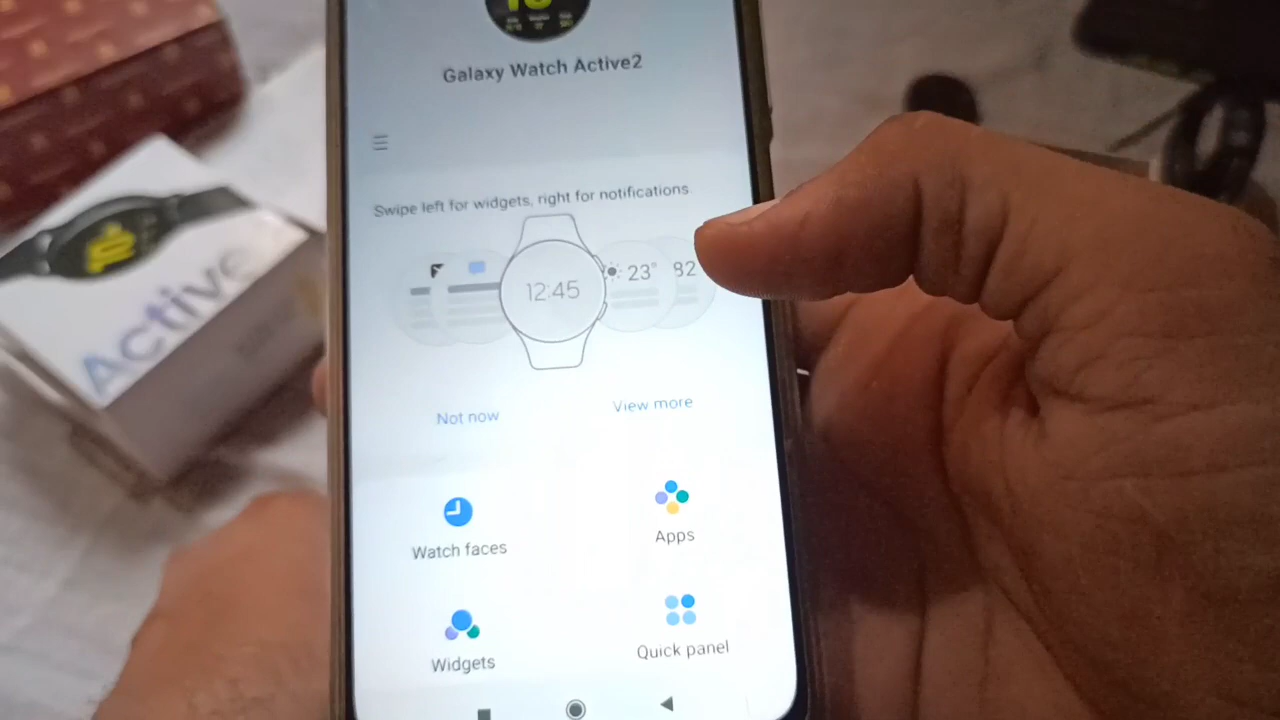 Galaxy Watch Active2
Swipe left for widgets, right for notifications.
12:45
23°
82
Not now
View more
Watch faces
Apps
Widgets
Quick panel
Active